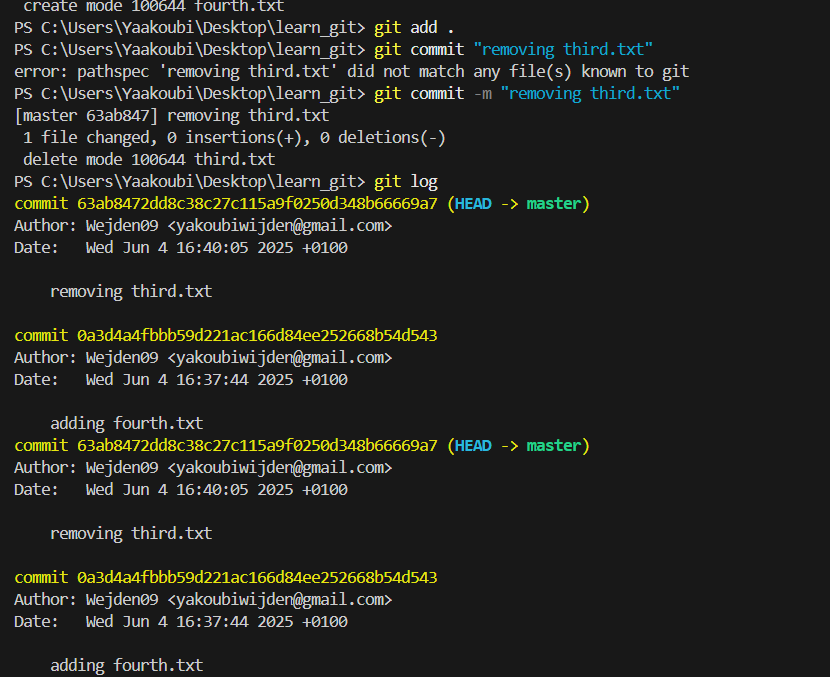 create mode 100644 fourth.txt
PS C:\Users\Yaakoubi\Desktop\learn_git> git add .
PS C:\Users\Yaakoubi\Desktop\learn_git> git commit "removing third.txt"
error: pathspec 'removing third.txt' did not match any file(s) known to git
PS C:\Users\Yaakoubi\Desktop\learn_git> git commit -m "removing third.txt"
[master 63ab847] removing third.txt
1 file changed, 0 insertions(+), 0 deletions(-)
delete mode 100644 third.txt
PS C:\Users\Yaakoubi\Desktop\learn_git> git log
commit 63ab8472dd8c38c27c115a9f0250d348b66669a7 (HEAD -> master)
Author: Wejden09 <yakoubiwijden@gmail.com>
Date:   Wed Jun 4 16:40:05 2025 +0100
removing third.txt
commit 0a3d4a4fbbb59d221ac166d84ee252668b54d543
Author: Wejden09 <yakoubiwijden@gmail.com>
Date:   Wed Jun 4 16:37:44 2025 +0100
adding fourth.txt
commit 63ab8472dd8c38c27c115a9f0250d348b66669a7 (HEAD -> master)
Author: Wejden09 <yakoubiwijden@gmail.com>
Date:   Wed Jun 4 16:40:05 2025 +0100
removing third.txt
commit 0a3d4a4fbbb59d221ac166d84ee252668b54d543
Author: Wejden09 <yakoubiwijden@gmail.com>
Date:   Wed Jun 4 16:37:44 2025 +0100
adding fourth.txt